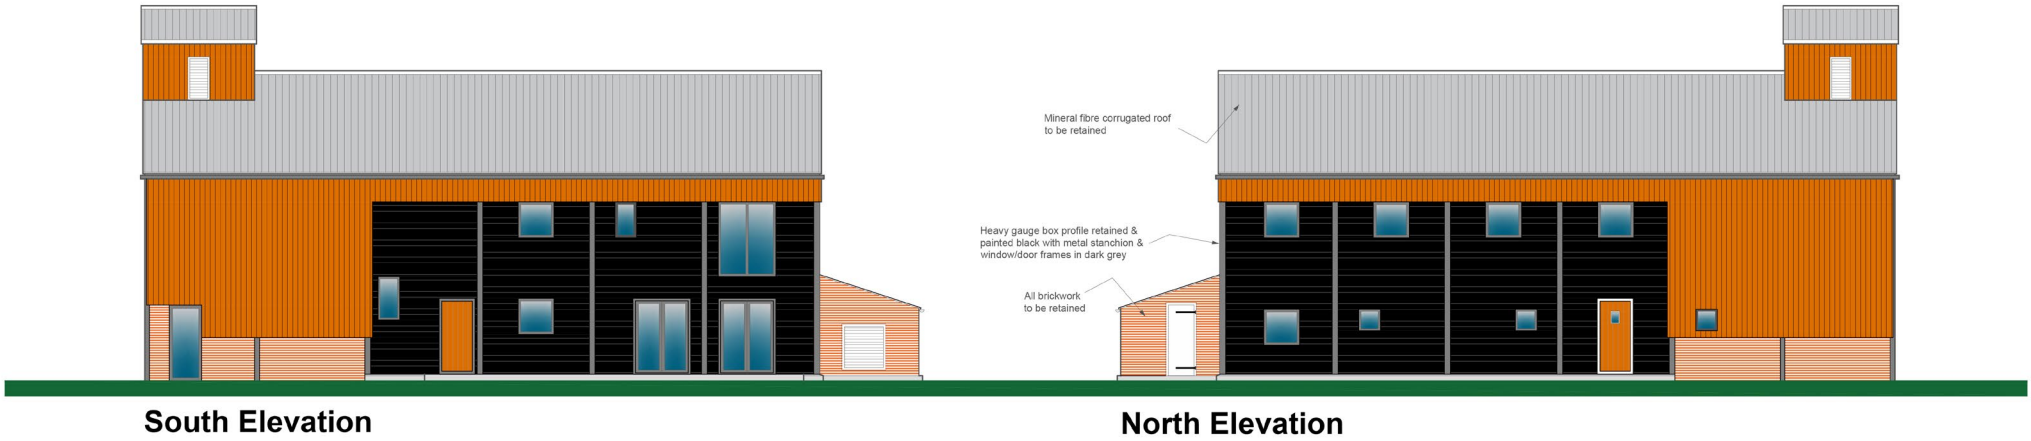 Mineral fibre corrugated roof
to be retained
Heavy gauge box profile retained &
painted black with metal stanchion &
window/door frames in dark grey
All brickwork
to be retained
South Elevation
North Elevation